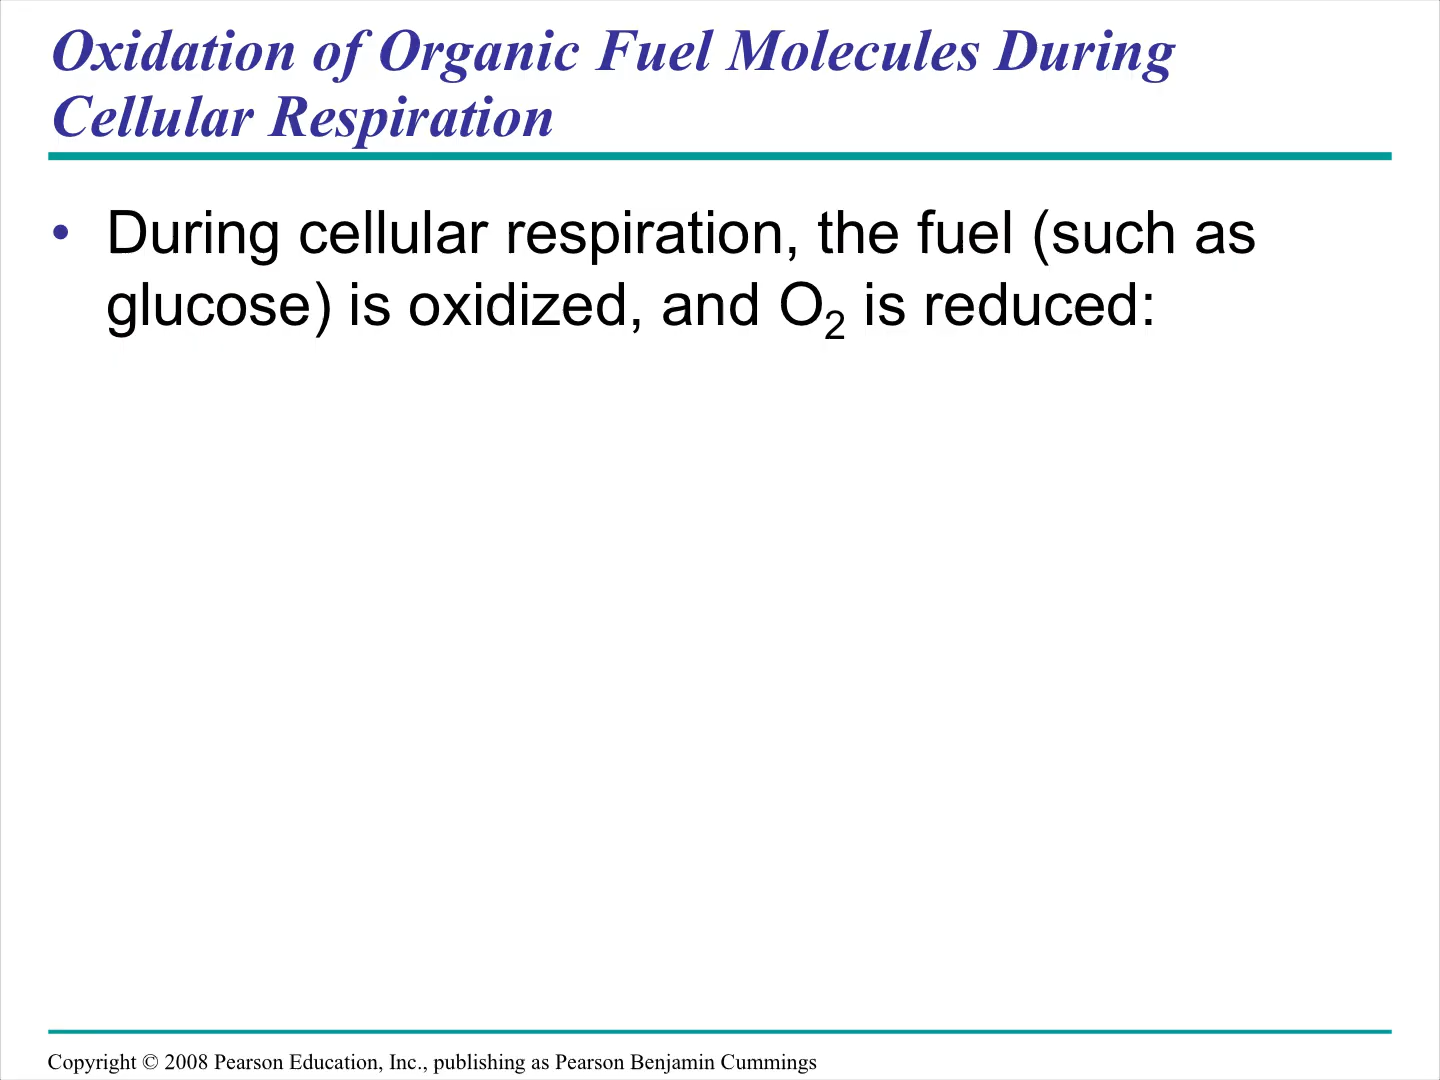 Oxidation of Organic Fuel Molecules During
Cellular Respiration
• During cellular respiration, the fuel (such as
glucose) is oxidized, and O₂ is reduced:
Copyright © 2008 Pearson Education, Inc., publishing as Pearson Benjamin Cummings